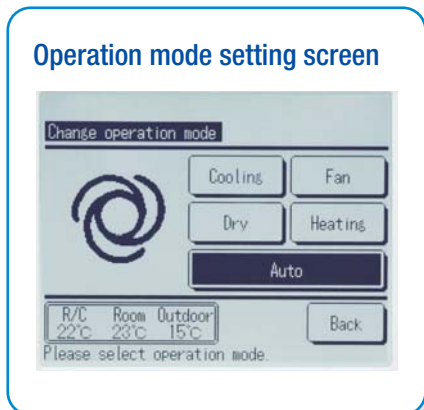 Operation mode setting screen
Change operation mode
Cooling Fan
Dry Heating
Auto
R/C Room Outdoor
22℃ 23℃ 15℃
Back
Please select operation mode.